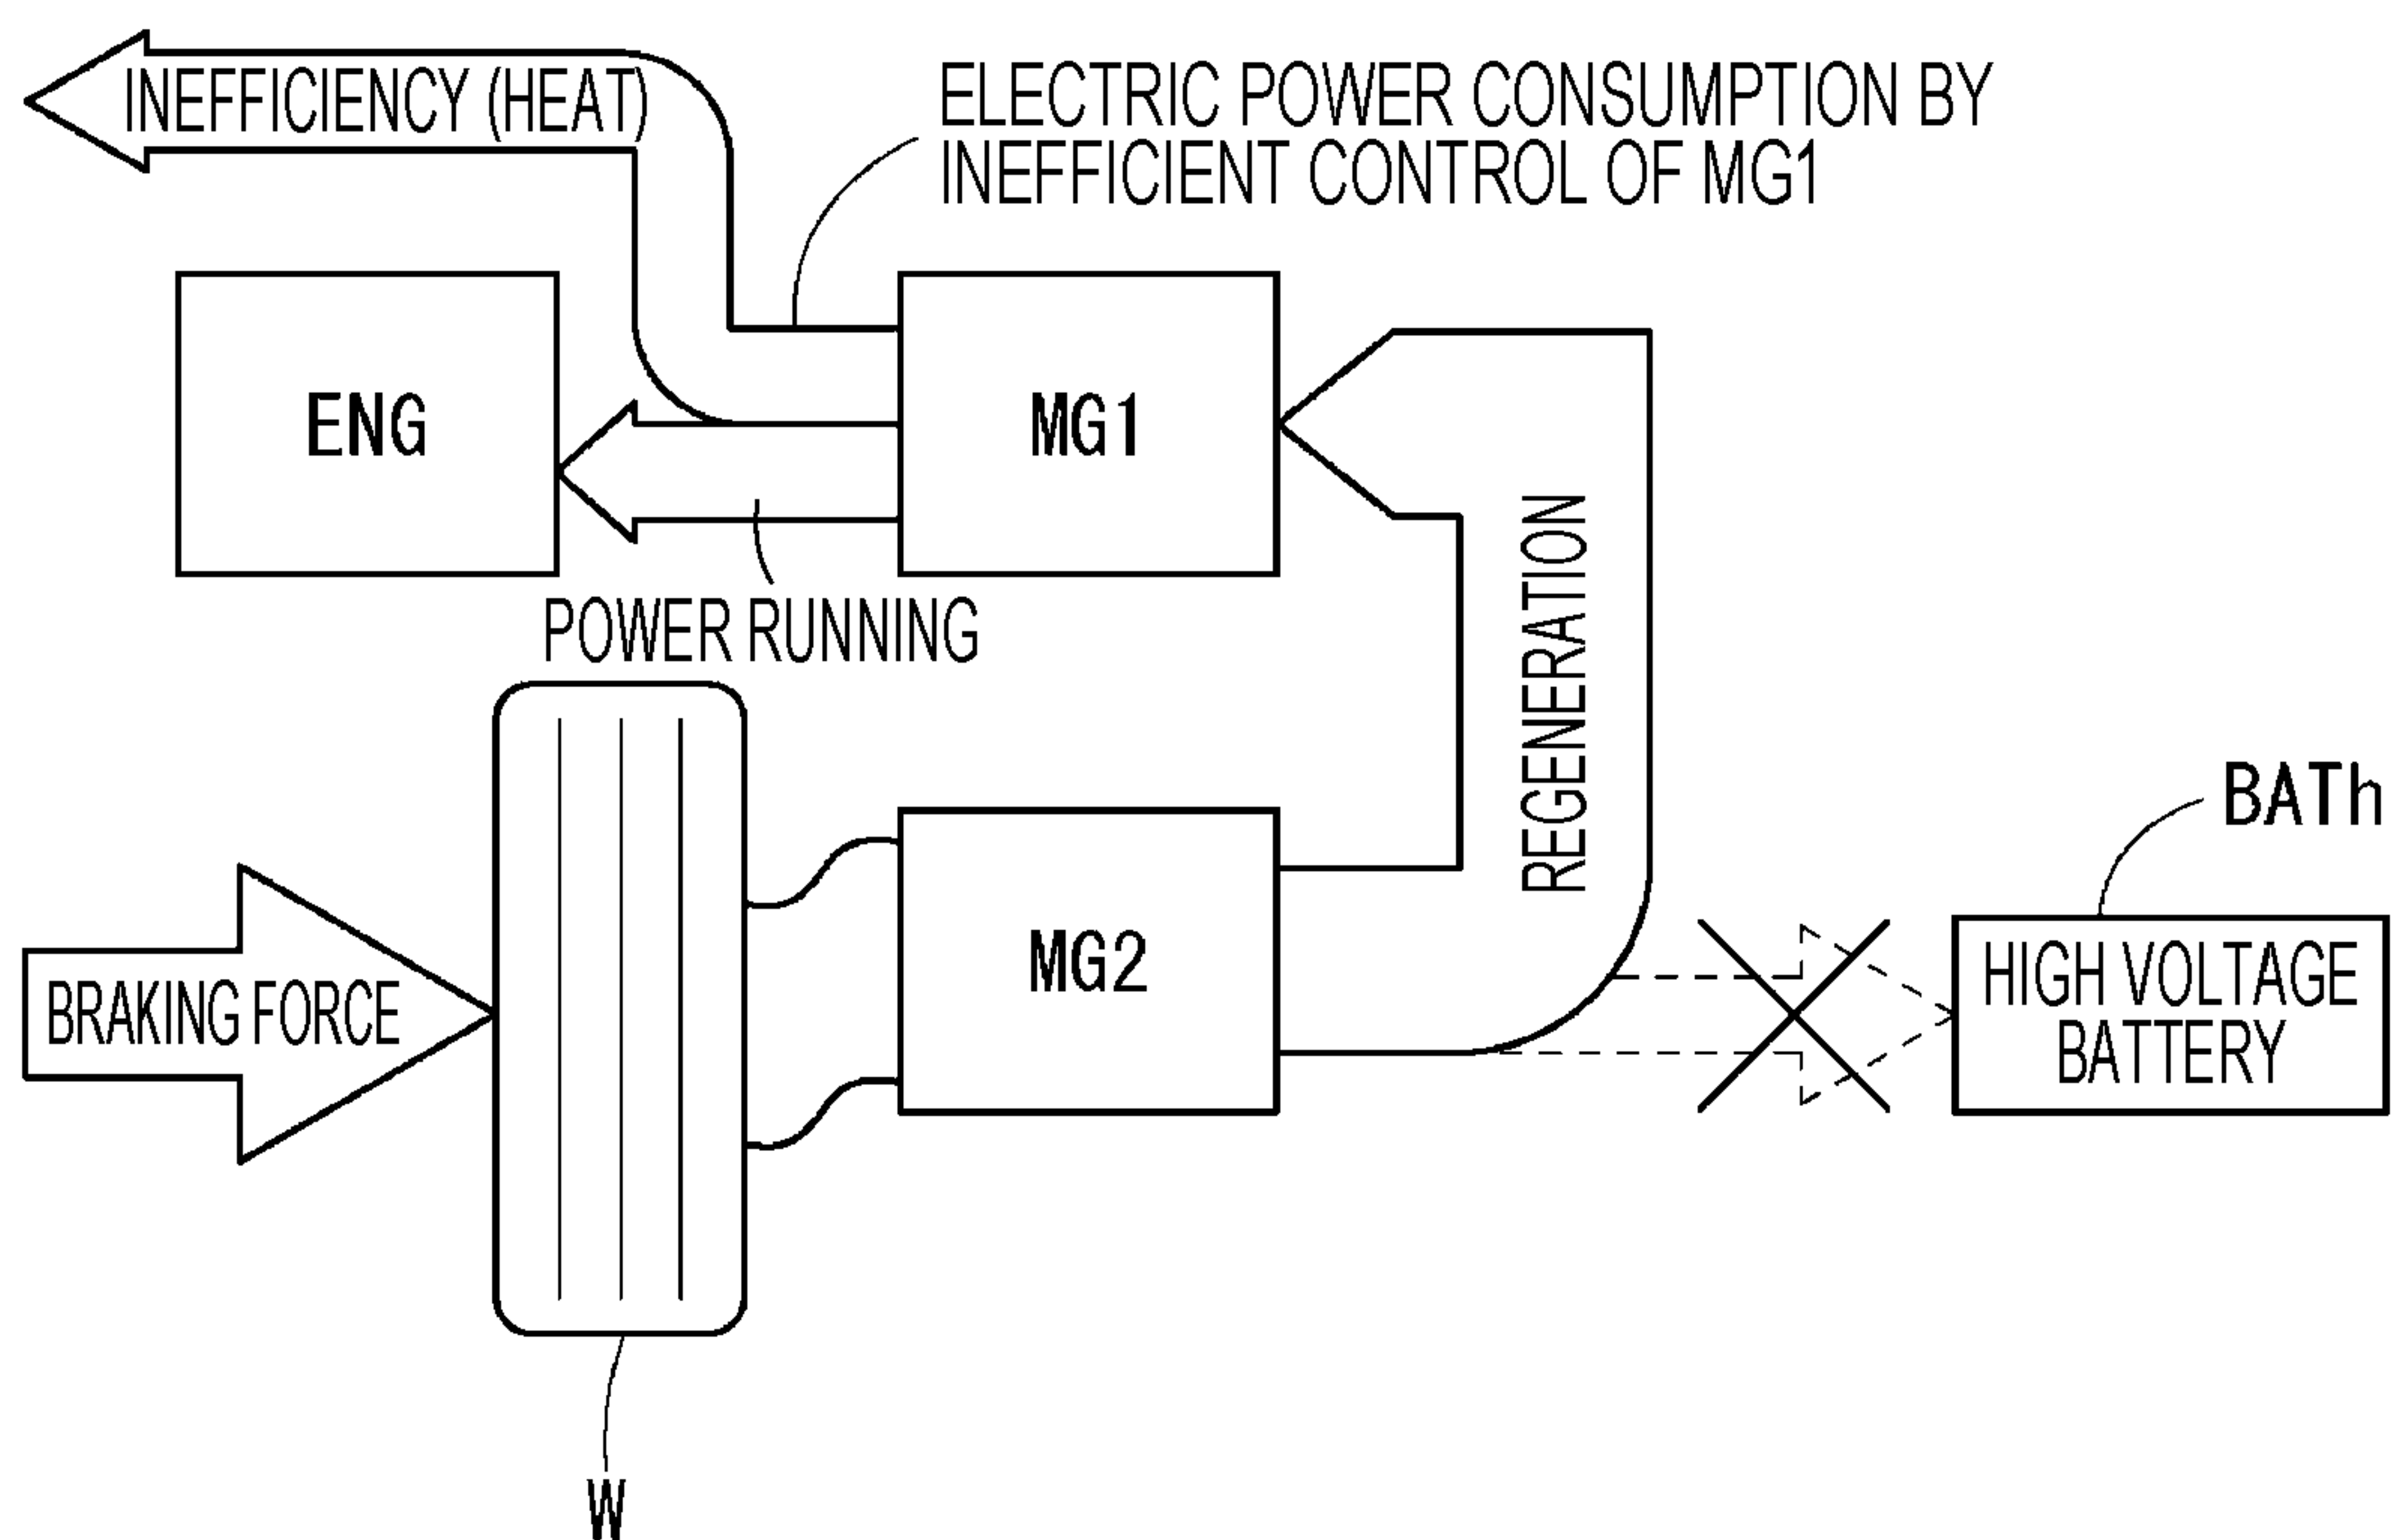 INEFFICIENCY (HEAT)
ELECTRIC POWER CONSUMPTION BY
INEFFICIENT CONTROL OF MG1
ENG
MG1
POWER RUNNING
REGENERATION
BATh
BRAKING FORCE
MG2
HIGH VOLTAGE
BATTERY
W